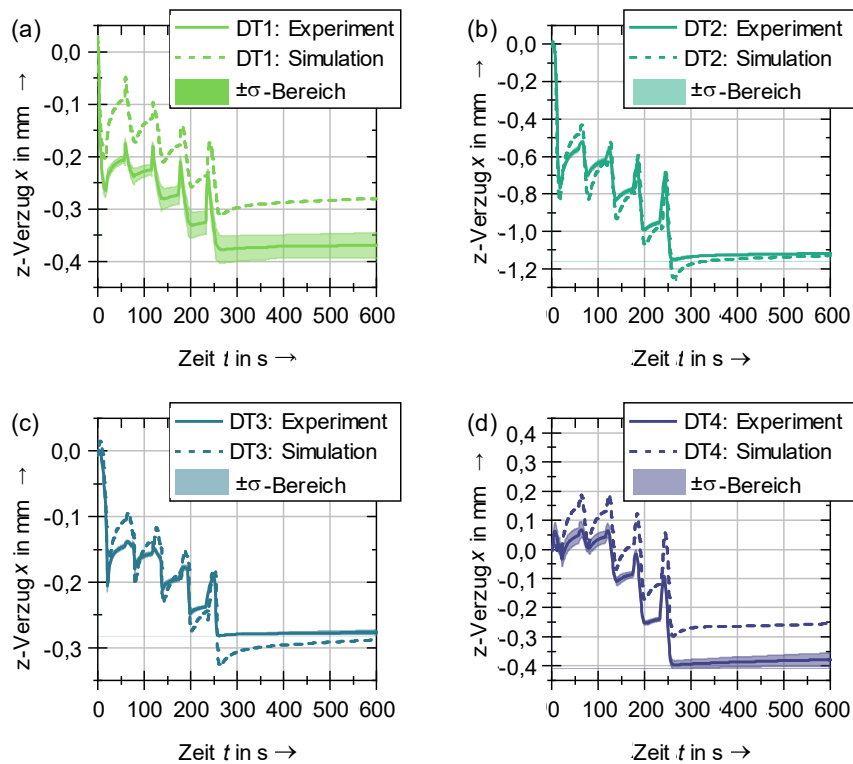 (a)
DT1: Experiment
DT1: Simulation
±σ-Bereich
z-Verzug x in mm →
0,0
-0,1
-0,2
-0,3
-0,4
0 100 200 300 400 500 600
Zeit t in s →
(b)
DT2: Experiment
DT2: Simulation
±σ-Bereich
z-Verzug x in mm →
0,0
-0,2
-0,4
-0,6
-0,8
-1,0
-1,2
0 100 200 300 400 500 600
Zeit t in s →
(c)
DT3: Experiment
DT3: Simulation
±σ-Bereich
z-Verzug x in mm →
0,0
-0,1
-0,2
-0,3
0 100 200 300 400 500 600
Zeit t in s →
(d)
DT4: Experiment
DT4: Simulation
±σ-Bereich
z-Verzug x in mm →
0,4
0,3
0,2
0,1
0,0
-0,1
-0,2
-0,3
-0,4
0 100 200 300 400 500 600
Zeit t in s →